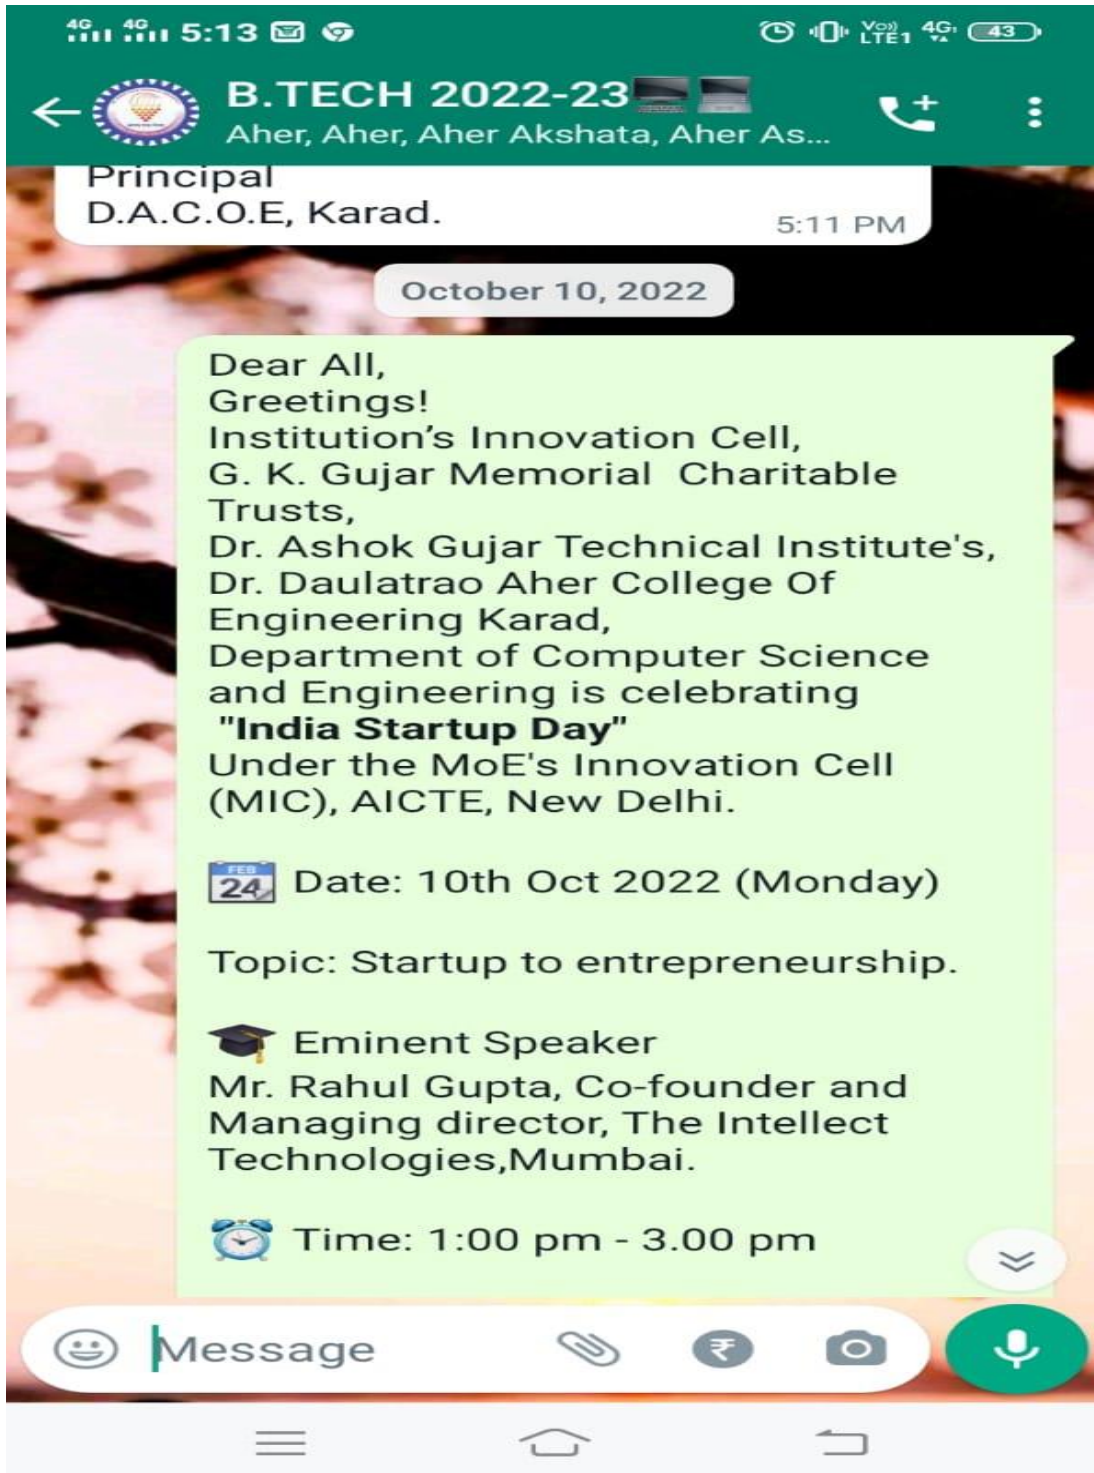 4G 4G 5:13 Vo)) LTE1 4G 43
B.TECH 2022-23
Aher, Aher, Aher Akshata, Aher As...
Principal
D.A.C.O.E, Karad.
5:11 PM
October 10, 2022
Dear All,
Greetings!
Institution’s Innovation Cell,
G. K. Gujar Memorial  Charitable
Trusts,
Dr. Ashok Gujar Technical Institute's,
Dr. Daulatrao Aher College Of
Engineering Karad,
Department of Computer Science
and Engineering is celebrating
"India Startup Day"
Under the MoE's Innovation Cell
(MIC), AICTE, New Delhi.
FEB
24
Date: 10th Oct 2022 (Monday)
Topic: Startup to entrepreneurship.
Eminent Speaker
Mr. Rahul Gupta, Co-founder and
Managing director, The Intellect
Technologies,Mumbai.
Time: 1:00 pm - 3.00 pm
Message
₹